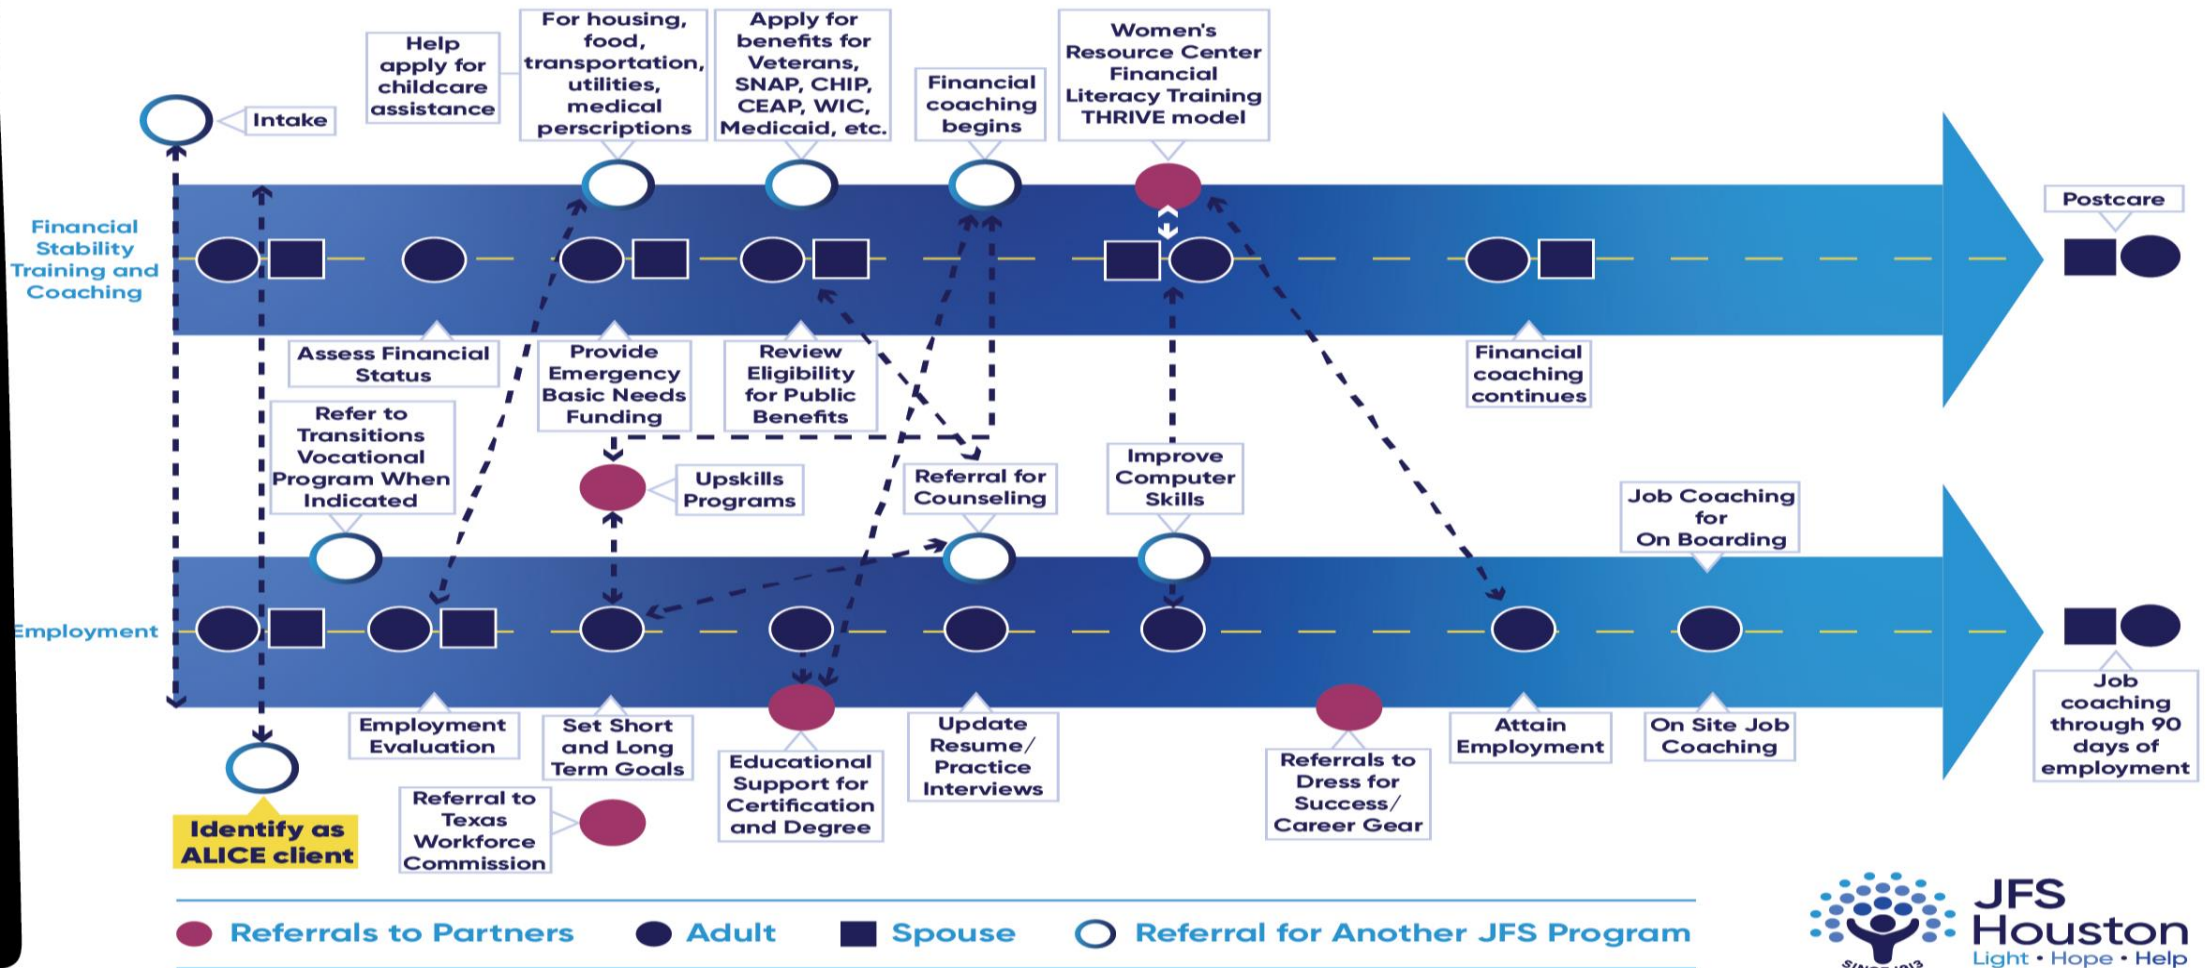 For housing,
food,
transportation,
utilities,
medical
perscriptions
Apply for
benefits for
Veterans,
SNAP, CHIP,
CEAP, WIC,
Medicaid, etc.
Women's
Resource Center
Financial
Literacy Training
THRIVE model
Help
apply for
childcare
assistance
Financial
coaching
begins
Intake
Postcare
Financial
Stability
Training and
Coaching
Assess Financial
Status
Provide
Emergency
Basic Needs
Funding
Review
Eligibility
for Public
Benefits
Financial
coaching
continues
Refer to
Transitions
Vocational
Program When
Indicated
Upskills
Programs
Referral for
Counseling
Improve
Computer
Skills
Job Coaching
for
On Boarding
Employment
Employment
Evaluation
Set Short
and Long
Term Goals
Educational
Support for
Certification
and Degree
Update
Resume/
Practice
Interviews
Referrals to
Dress for
Success/
Career Gear
Attain
Employment
On Site Job
Coaching
Job
coaching
through 90
days of
employment
Identify as
ALICE client
Referral to
Texas
Workforce
Commission
Referrals to Partners
Adult
Spouse
Referral for Another JFS Program
JFS
Houston
Light • Hope • Help
SINCE 1913